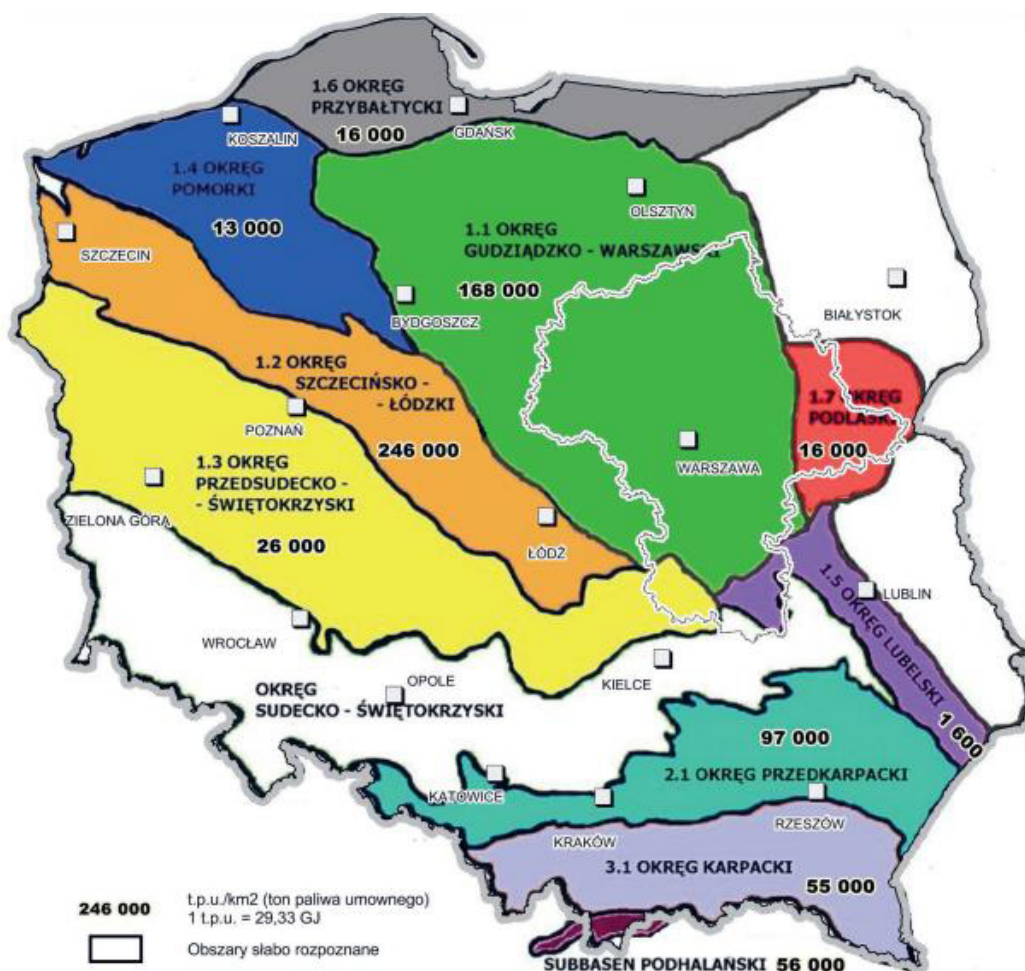 1.6 OKRĘG
PRZYBAŁTYCKI
16 000
KOSZALIN
GDAŃSK
1.4 OKRĘG
POMORKI
13 000
OLSZTYN
SZCZECIN
1.1 OKRĘG
GUDZIĄDZKO - WARSZAWSKI
168 000
BYDGOSZCZ
BIAŁYSTOK
1.2 OKRĘG
SZCZECIŃSKO -
- ŁÓDZKI
246 000
1.7 OKRĘG
PODLASKI
16 000
POZNAŃ
WARSZAWA
1.3 OKRĘG
PRZEDSUDECKO -
- ŚWIĘTOKRZYSKI
26 000
ZIELONA GÓRA
ŁÓDŹ
1.5 OKRĘG LUBELSKI
1 600
LUBLIN
WROCŁAW
OPOLE
KIELCE
OKRĘG
SUDECKO - ŚWIĘTOKRZYSKI
97 000
2.1 OKRĘG PRZEDKARPACKI
KATOWICE
KRAKÓW
RZESZÓW
3.1 OKRĘG KARPACKI
55 000
246 000
t.p.u./km2 (ton paliwa umownego)
1 t.p.u. = 29,33 GJ
Obszary słabo rozpoznane
SUBBASEN PODHALAŃSKI 56 000